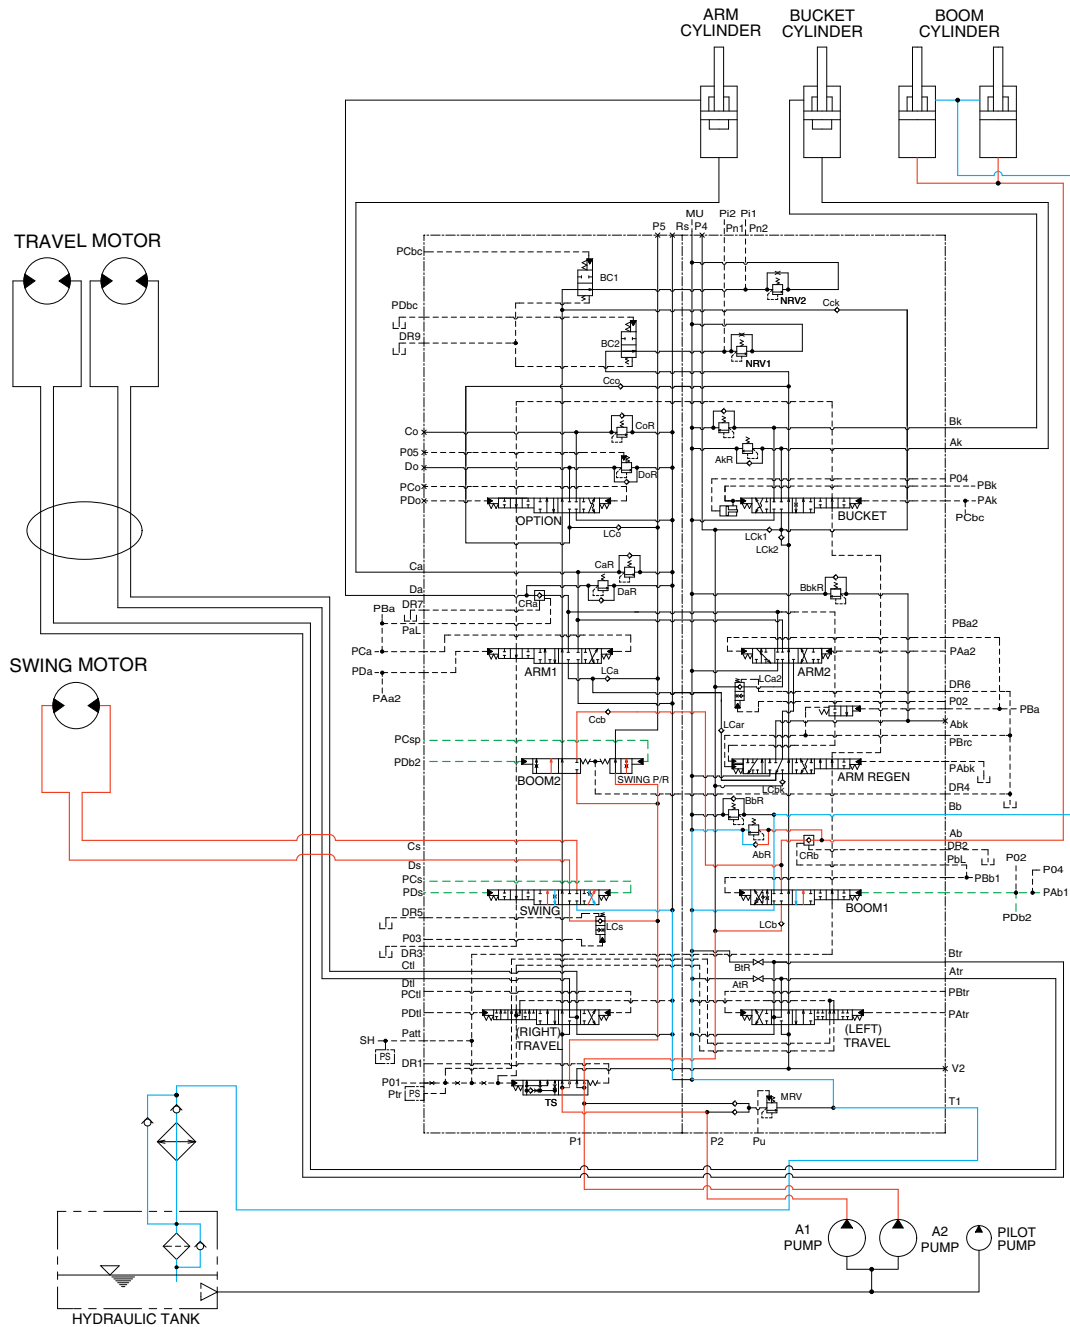 ARM
CYLINDER
BUCKET
CYLINDER
BOOM
CYLINDER
TRAVEL MOTOR
MU
Pi2
Pi1
P5
Rs
P4
Pn1
Pn2
PCbc
BC1
NRV2
Cck
PDbc
DR9
BC2
NRV1
Cco
Co
CoR
Bk
Ak
P05
AkR
Do
DoR
P04
PCo
PBk
PDo
PAk
OPTION
BUCKET
PCbc
LCo
LCk1
LCk2
Ca
CaR
BbkR
Da
DaR
CRa
PBa
DR7
PaL
PBa2
SWING MOTOR
PCa
PAa2
PDa
ARM1
LCa
LCa2
ARM2
PAa2
DR6
P02
PBa
Ccb
LCar
Abk
PCsp
PBrc
PDb2
PAbk
BOOM2
SWING P/R
LCbk
ARM REGEN
DR4
BbR
Bb
AbR
CRb
Ab
Cs
DR2
Ds
PbL
P02
PCs
PBb1
P04
PDs
PAb1
SWING
BOOM1
PDb2
DR5
LCs
LCb
P03
DR3
Btr
Ctl
BtR
Atr
Dtl
AtR
PCtl
PBtr
PDtl
PAtr
(RIGHT)
TRAVEL
(LEFT)
TRAVEL
Patt
SH
PS
DR1
V2
P01
Ptr
PS
TS
MRV
T1
P1
P2
Pu
A1
PUMP
A2
PUMP
PILOT
PUMP
HYDRAULIC TANK